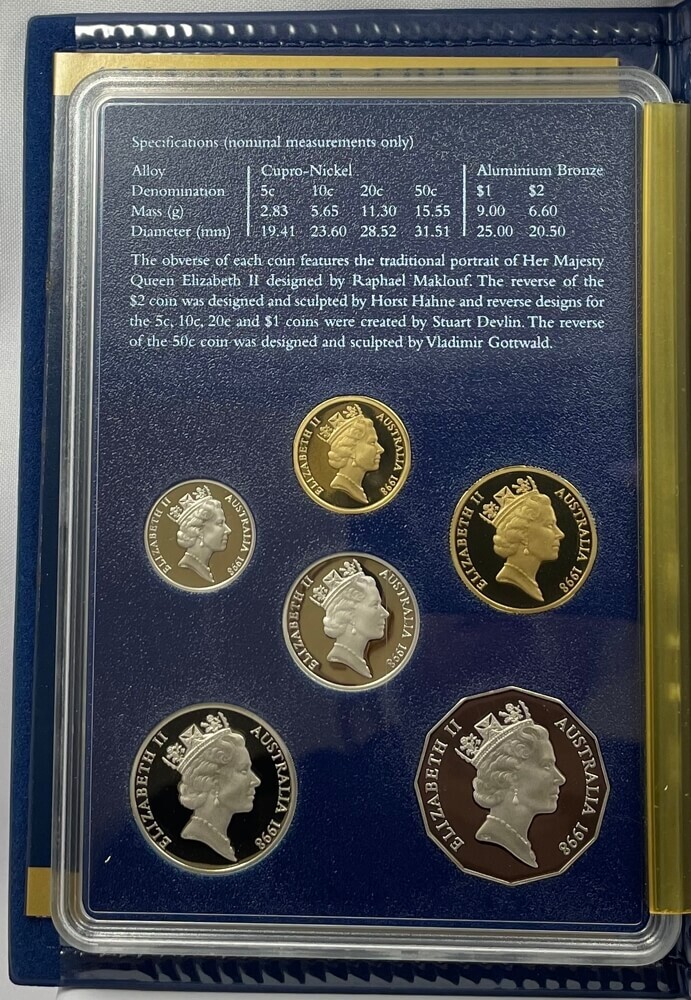 Specifications (nominal measurements only)
Alloy Cupro-Nickel Aluminium Bronze
Denomination 5c 10c 20c 50c $1 $2
Mass (g) 2.83 5.65 11.30 15.55 9.00 6.60
Diameter (mm) 19.41 23.60 28.52 31.51 25.00 20.50
The obverse of each coin features the traditional portrait of Her Majesty
Queen Elizabeth II designed by Raphael Maklouf. The reverse of the
$2 coin was designed and sculpted by Horst Hahne and reverse designs for
the 5c, 10c, 20c and $1 coins were created by Stuart Devlin. The reverse
of the 50c coin was designed and sculpted by Vladimir Gottwald.
ELIZABETH II AUSTRALIA 1998
ELIZABETH II AUSTRALIA 1998
ELIZABETH II AUSTRALIA 1998
ELIZABETH II AUSTRALIA 1998
ELIZABETH II AUSTRALIA 1998
ELIZABETH II AUSTRALIA 1998